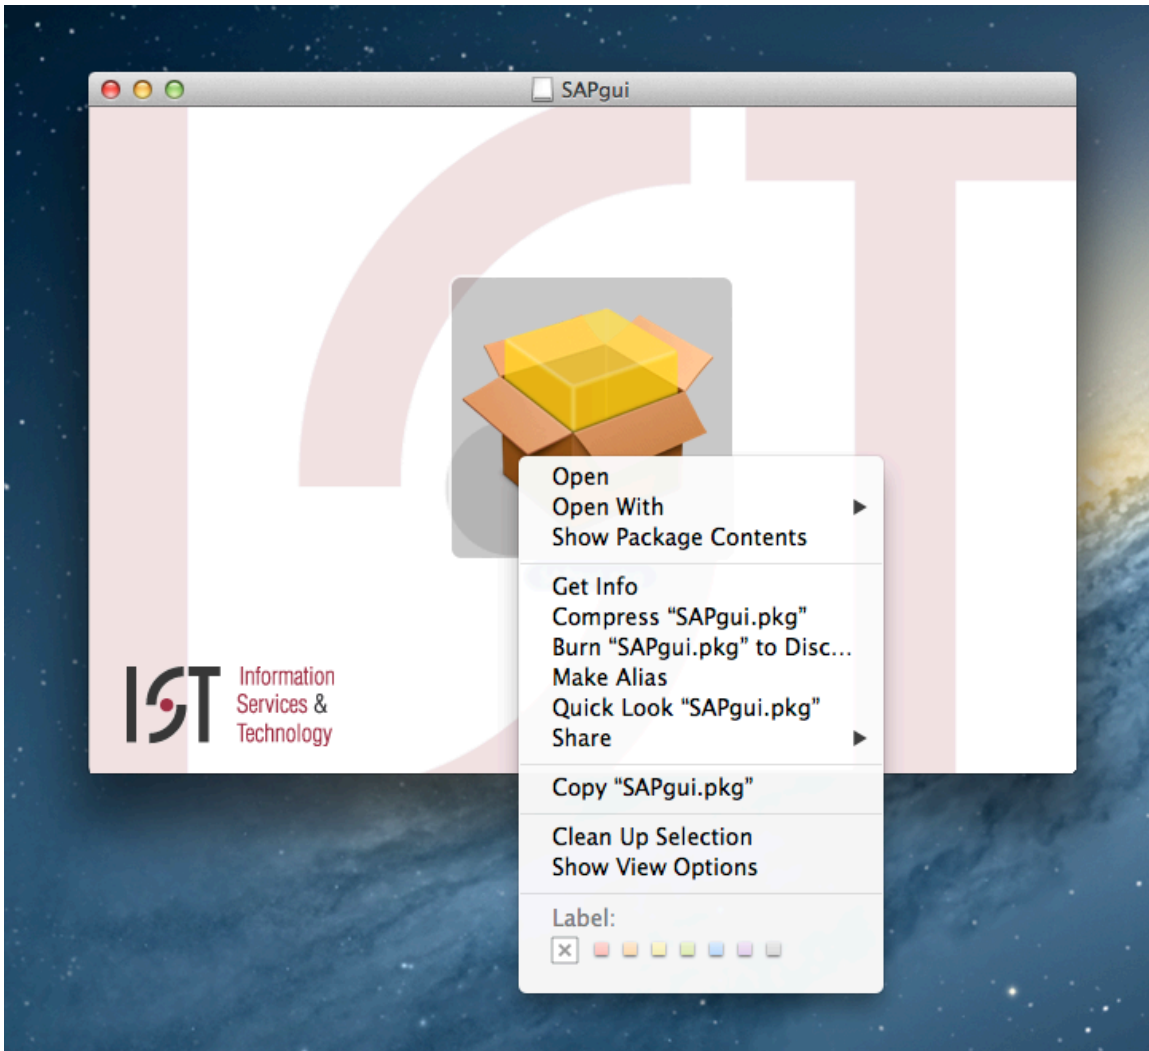 SAPgui
Open
Open With
Show Package Contents
Get Info
Compress “SAPgui.pkg”
Burn “SAPgui.pkg” to Disc...
Make Alias
Quick Look “SAPgui.pkg”
Share
Copy “SAPgui.pkg”
Clean Up Selection
Show View Options
Label:
IST
Information
Services &
Technology